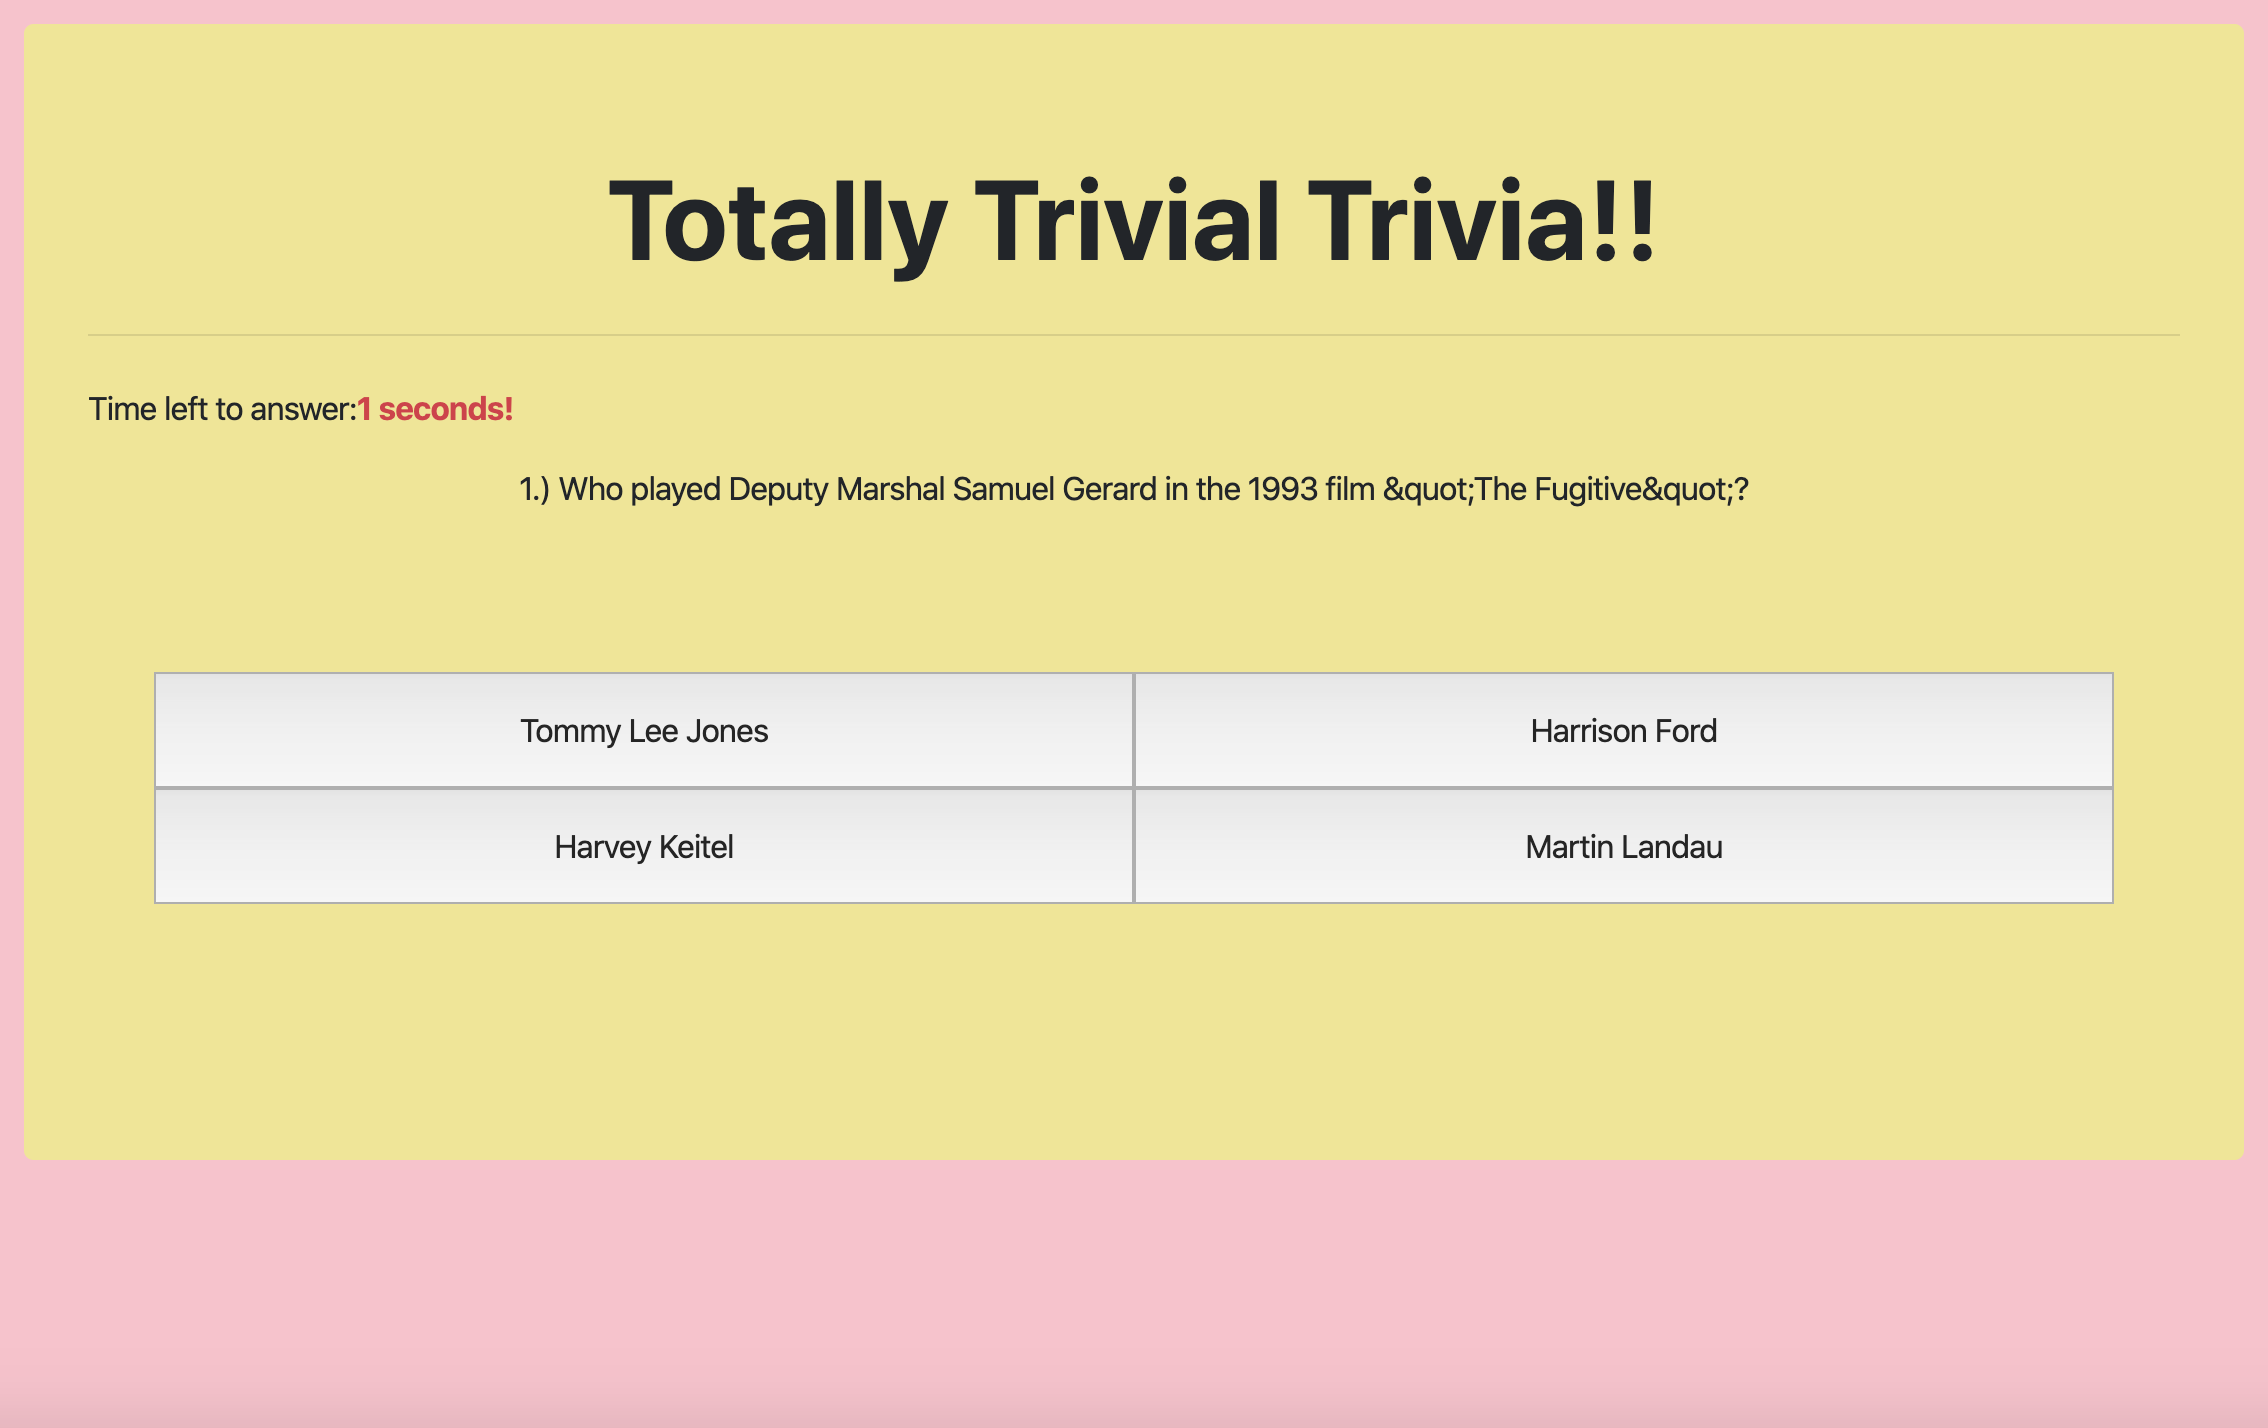 Totally Trivial Trivia!!
Time left to answer:1 seconds!
1.) Who played Deputy Marshal Samuel Gerard in the 1993 film &quot;The Fugitive&quot;?
Tommy Lee Jones
Harrison Ford
Harvey Keitel
Martin Landau